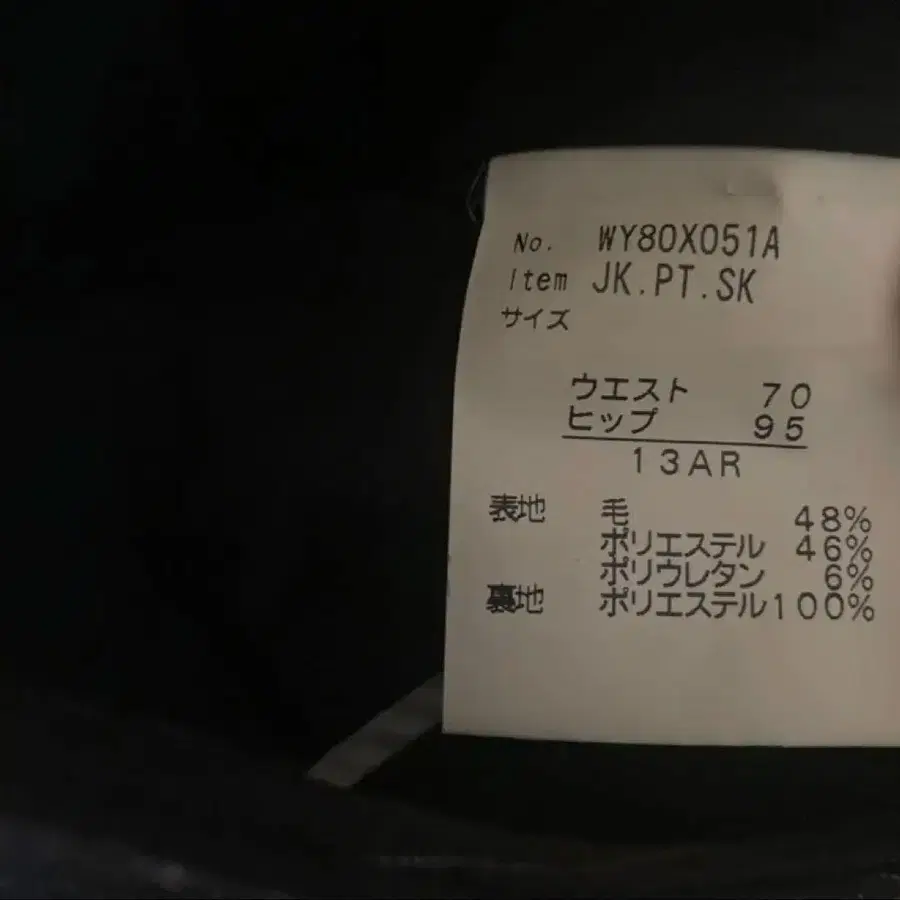 No. WY80X051A
Item JK.PT.SK
サイズ
ウエスト 70
ヒップ 95
13AR
表地 毛 48%
ポリエステル 46%
ポリウレタン 6%
裏地 ポリエステル100%